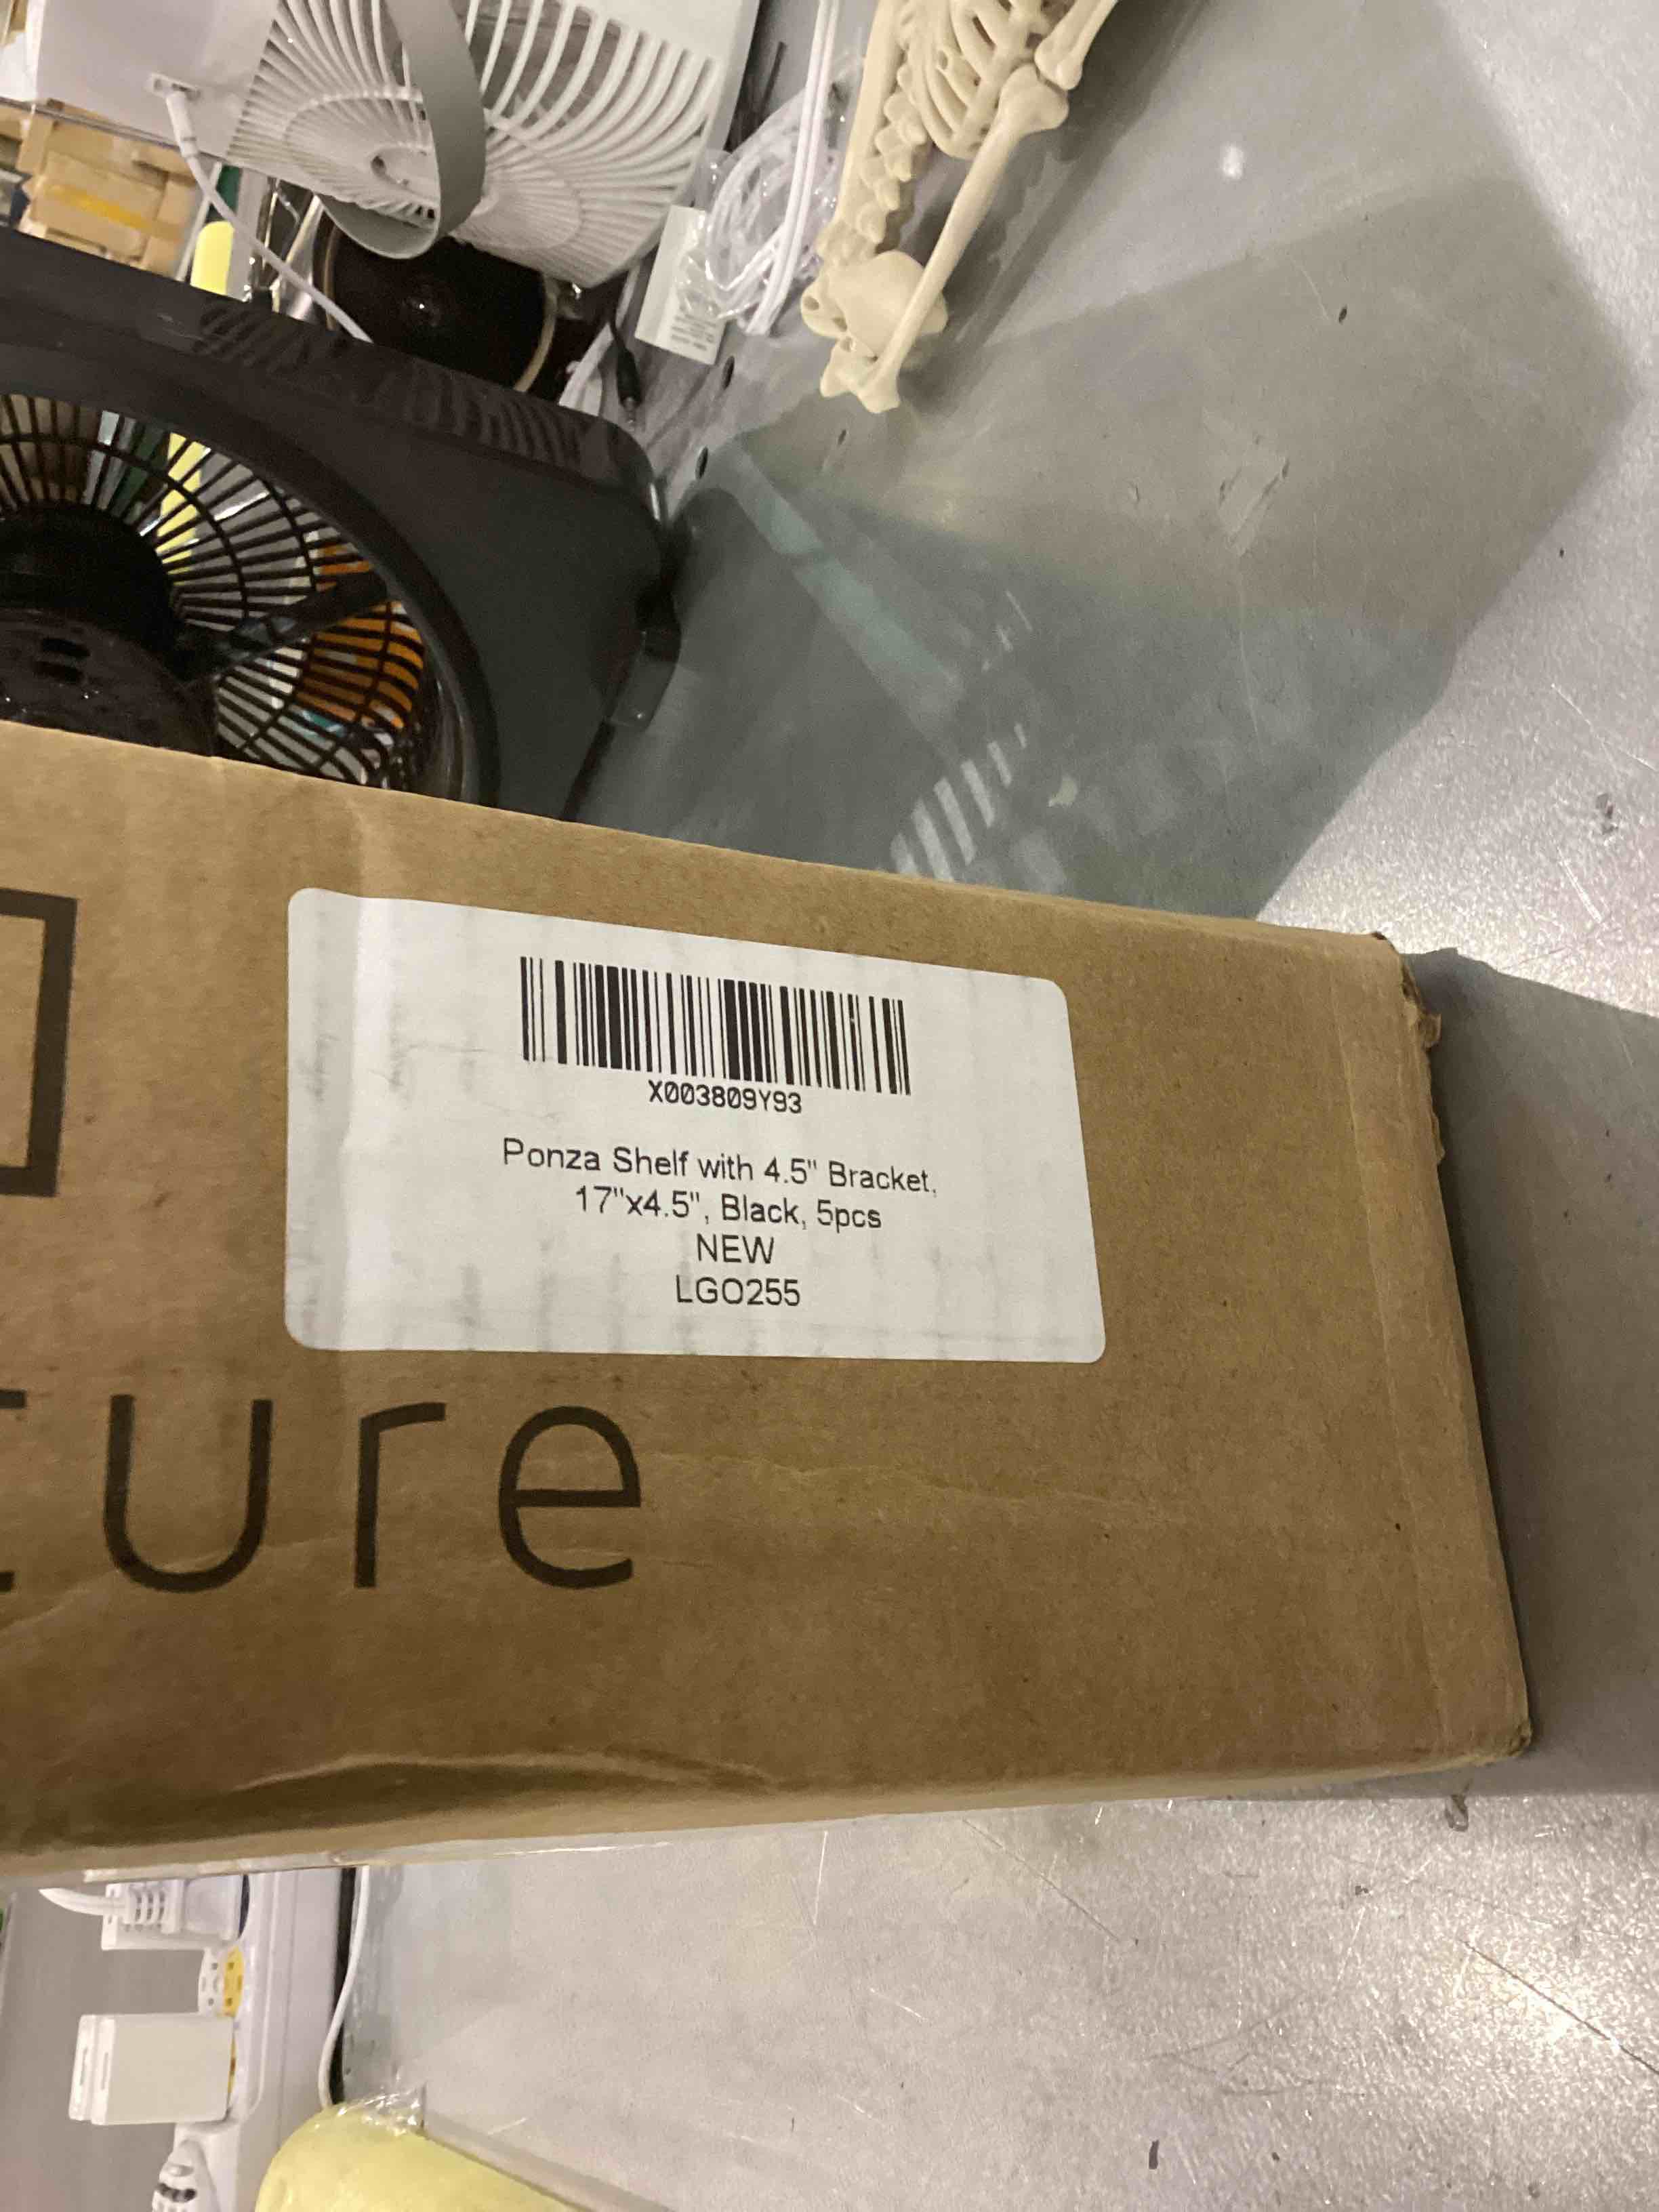 X003809Y93
Ponza Shelf with 4.5" Bracket,
17"x4.5", Black, 5pcs
NEW
LGO255
ture